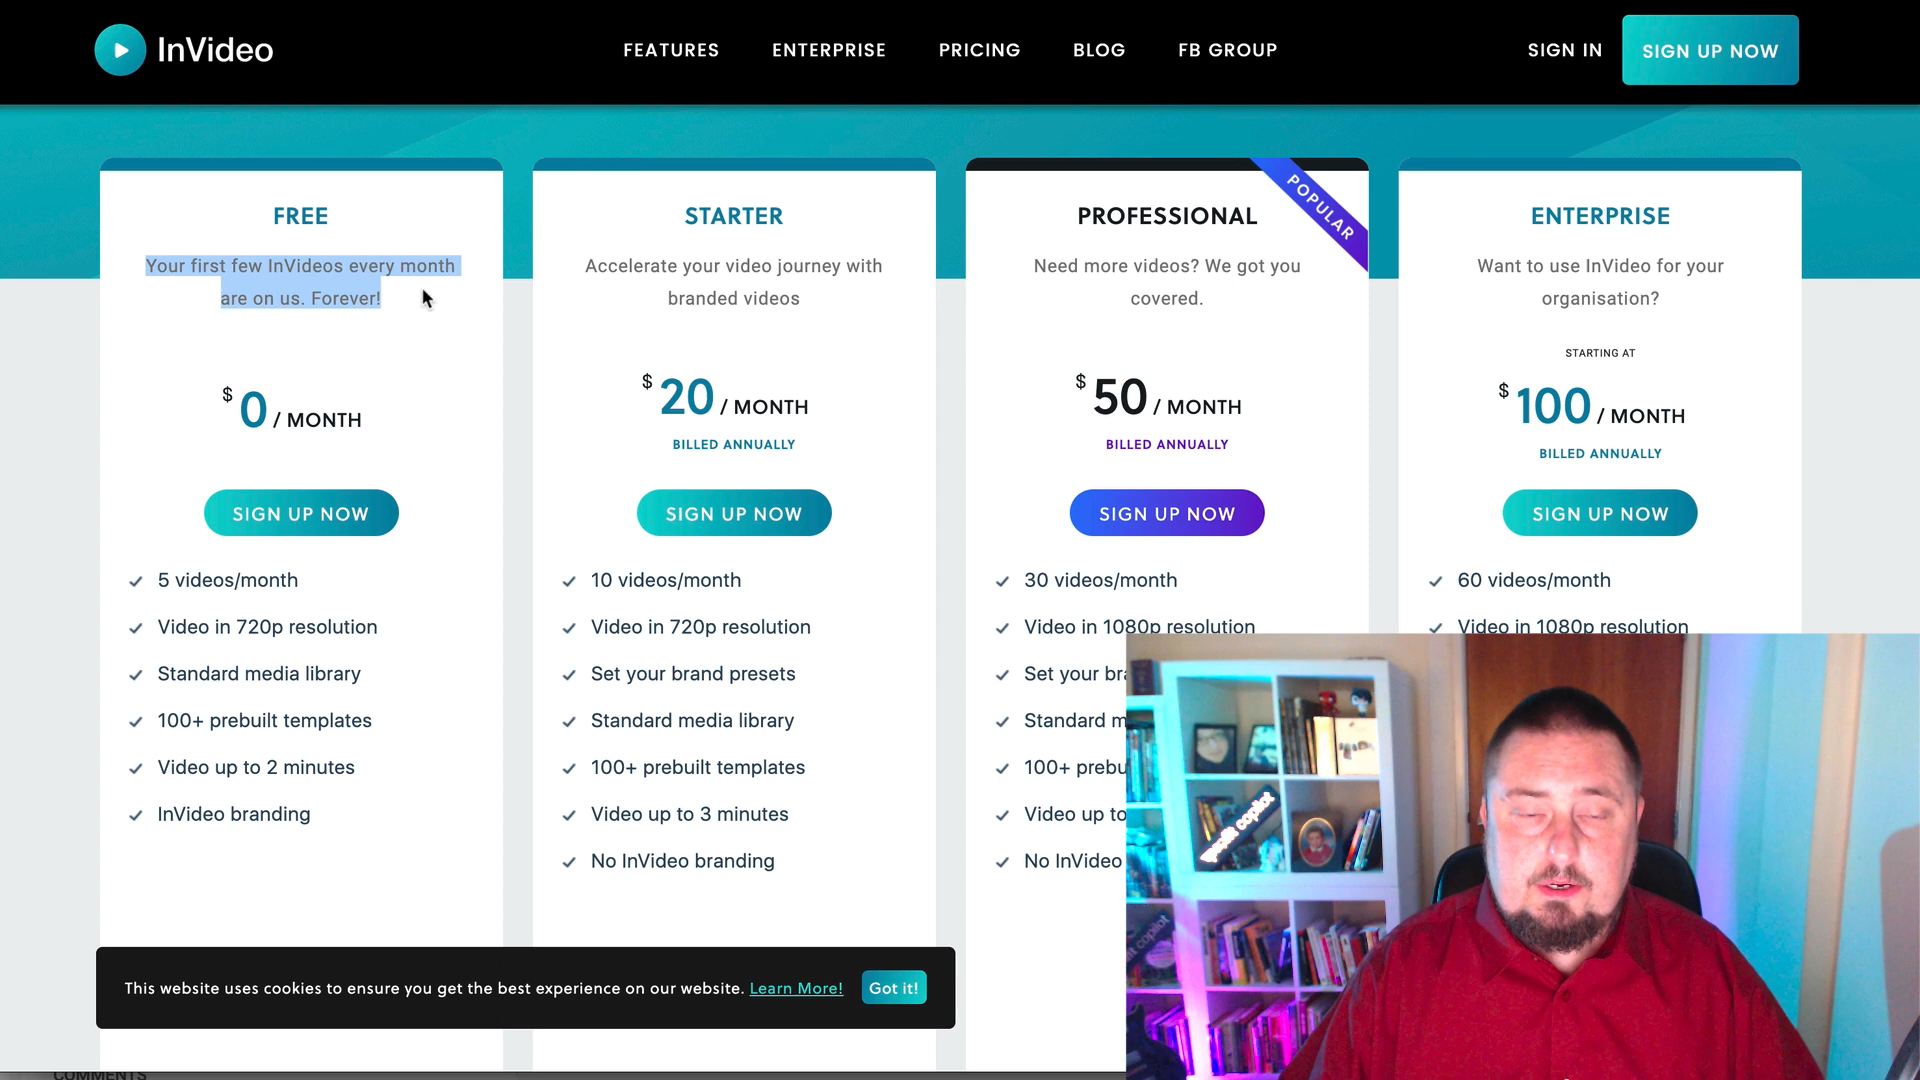 InVideo
FEATURES
ENTERPRISE
PRICING
BLOG
FB GROUP
SIGN IN
SIGN UP NOW
FREE
Your first few InVideos every month
are on us. Forever!
$ 0 / MONTH
SIGN UP NOW
5 videos/month
Video in 720p resolution
Standard media library
100+ prebuilt templates
Video up to 2 minutes
InVideo branding
STARTER
Accelerate your video journey with
branded videos
$ 20 / MONTH
BILLED ANNUALLY
SIGN UP NOW
10 videos/month
Video in 720p resolution
Set your brand presets
Standard media library
100+ prebuilt templates
Video up to 3 minutes
No InVideo branding
POPULAR
PROFESSIONAL
Need more videos? We got you
covered.
$ 50 / MONTH
BILLED ANNUALLY
SIGN UP NOW
30 videos/month
Video in 1080p resolution
Set your bra
Standard m
100+ prebu
Video up to
No InVideo
ENTERPRISE
Want to use InVideo for your
organisation?
STARTING AT
$ 100 / MONTH
BILLED ANNUALLY
SIGN UP NOW
60 videos/month
Video in 1080p resolution
profit copilot
This website uses cookies to ensure you get the best experience on our website. Learn More!
Got it!
COMMENTS